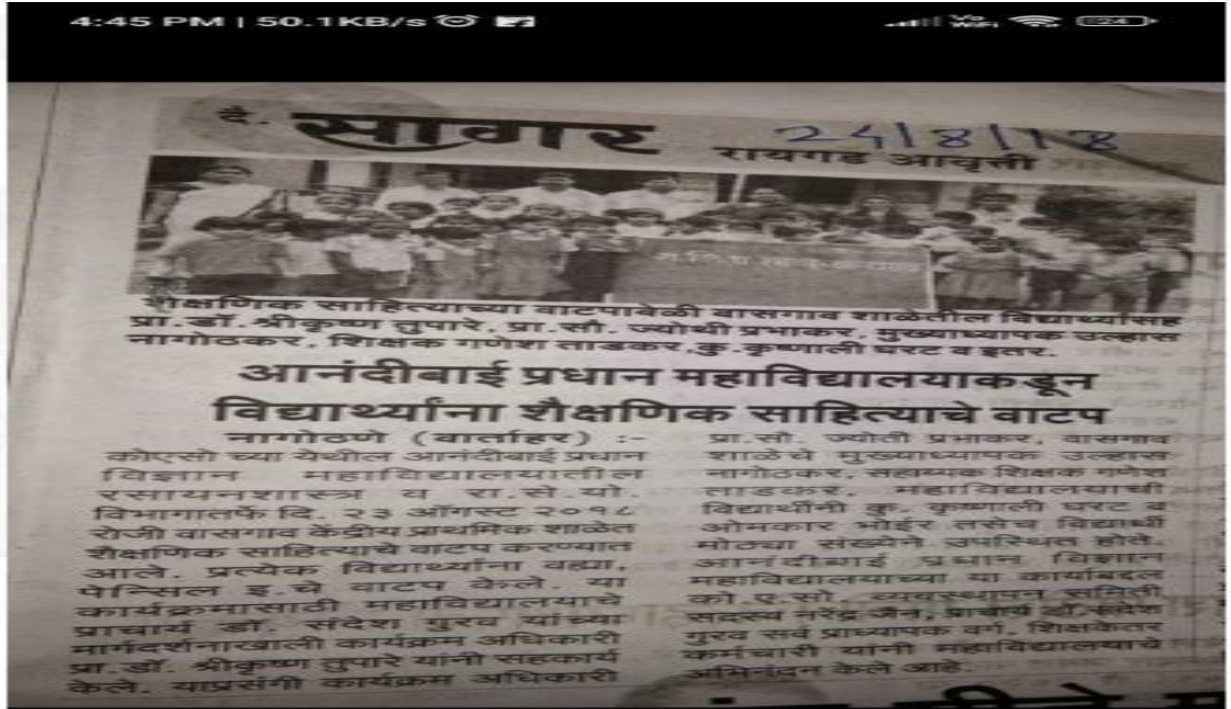 4:45 PM | 50.1KB/s
Vo
WiFi
24
दै. सागर
24/8/18
रायगड आवृत्ती
शैक्षणिक साहित्याच्या वाटपावेळी वासगाव शाळेतील विद्यार्थ्यांसह
प्रा.डॉ. श्रीकृष्ण तुपारे, प्रा.सौ. ज्योथी प्रभाकर, मुख्याध्यापक उल्हास
नागोठकर, शिक्षक गणेश ताडकर,कु.कृष्णाली घरट व इतर.
आनंदीबाई प्रधान महाविद्यालयाकडून
विद्यार्थ्यांना शैक्षणिक साहित्याचे वाटप
नागोठणे (वार्ताहर) :-
कोएसो च्या येथील आनंदीबाई प्रधान
विज्ञान महाविद्यालयातील
रसायनशास्त्र व रा.से.यो.
विभागातर्फे दि. २३ ऑगस्ट २०१८
रोजी वासगाव केंद्रीय प्राथमिक शाळेत
शैक्षणिक साहित्याचे वाटप करण्यात
आले. प्रत्येक विद्यार्थ्यांना वह्या,
पेन्सिल इ.चे वाटप केले. या
कार्यक्रमासाठी महाविद्यालयाचे
प्राचार्य डॉ. संदेश गुरव यांच्या
मार्गदर्शनाखाली कार्यक्रम अधिकारी
प्रा.डॉ. श्रीकृष्ण तुपारे यांनी सहकार्य
केले. याप्रसंगी कार्यक्रम अधिकारी
प्रा.सौ. ज्योती प्रभाकर, वासगाव
शाळेचे मुख्याध्यापक उल्हास
नागोठकर, सहाय्यक शिक्षक गणेश
ताडकर, महाविद्यालयाची
विद्यार्थीनी कु. कृष्णाली घरट व
ओमकार भोईर तसेच विद्यार्थी
मोठ्या संख्येने उपस्थित होते.
आनंदीबाई प्रधान विज्ञान
महाविद्यालयाच्या या कार्याबद्दल
को.ए.सो. व्यवस्थापन समिती
सदस्य नरेंद्र जैन, प्राचार्य डॉ.संदेश
गुरव सर्व प्राध्यापक वर्ग, शिक्षकेतर
कर्मचारी यांनी महाविद्यालयाचे
अभिनंदन केले आहे.